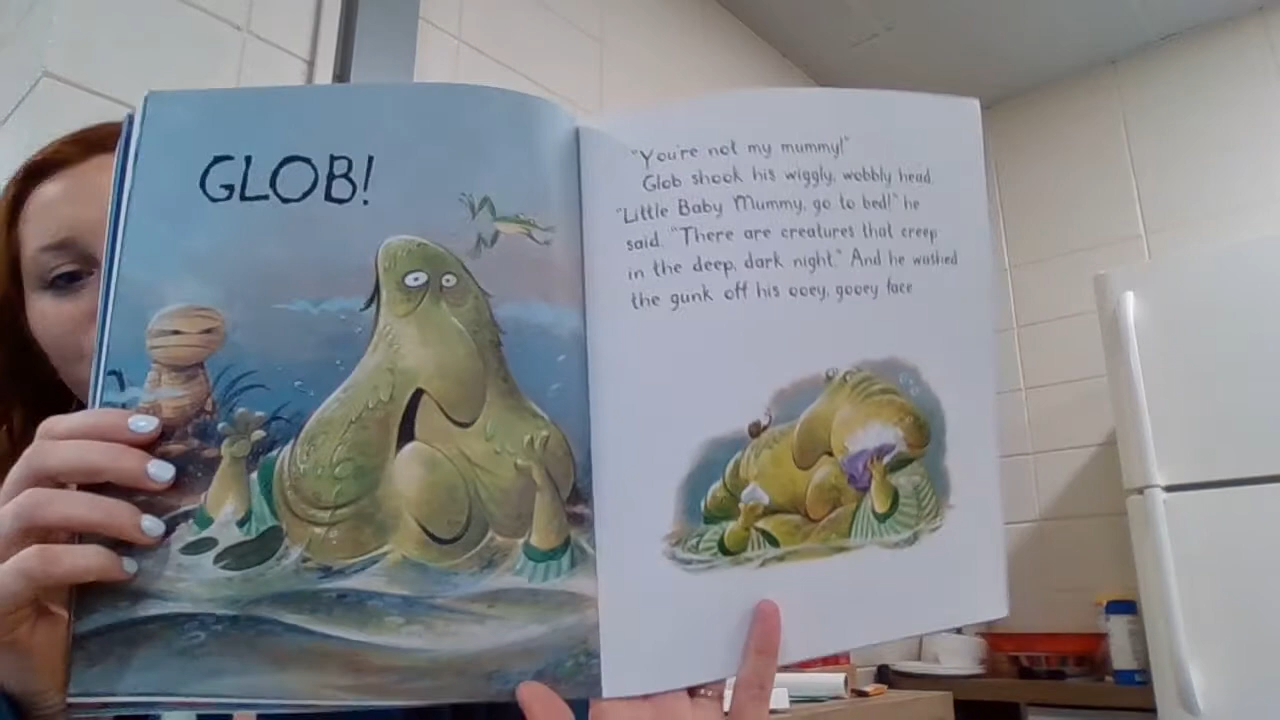 GLOB!
"You're not my mummy!"
Glob shook his wiggly, wobbly head.
"Little Baby Mummy, go to bed!" he
said. "There are creatures that creep
in the deep, dark night." And he washed
the gunk off his ooey, gooey face